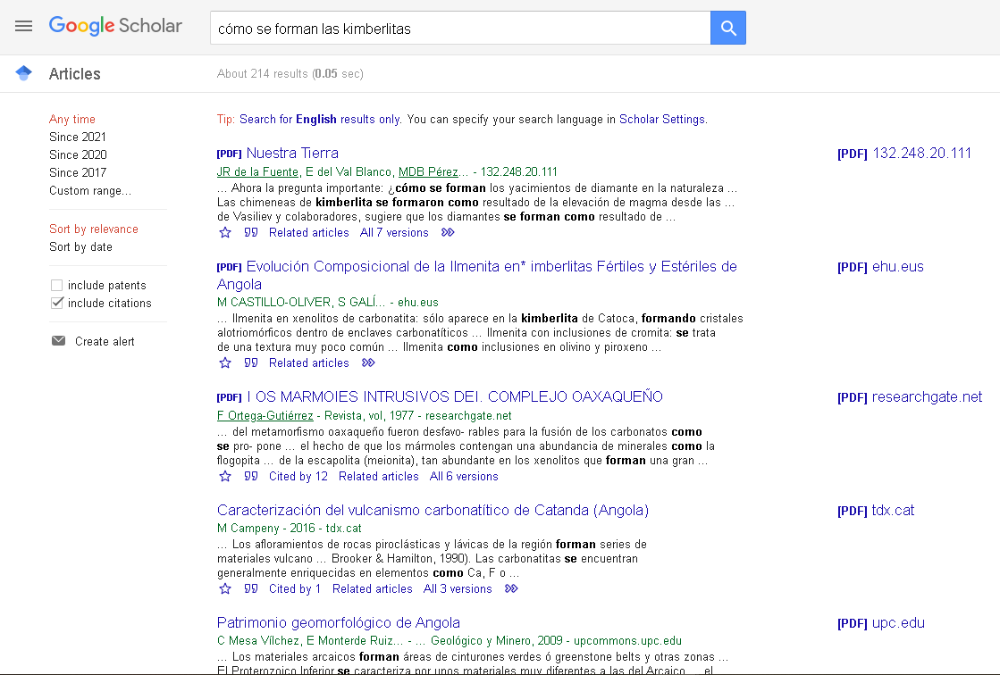 Google Scholar
cómo se forman las kimberlitas
Articles
About 214 results (0.05 sec)
Any time
Since 2021
Since 2020
Since 2017
Custom range...
Sort by relevance
Sort by date
include patents
include citations
Create alert
Tip: Search for English results only. You can specify your search language in Scholar Settings.
[PDF] Nuestra Tierra
JR de la Fuente, E del Val Blanco, MDB Pérez... - 132.248.20.111
... Ahora la pregunta importante: ¿cómo se forman los yacimientos de diamante en la naturaleza ...
Las chimeneas de kimberlita se formaron como resultado de la elevación de magma desde las ...
de Vasiliev y colaboradores, sugiere que los diamantes se forman como resultado de ...
Related articles All 7 versions
[PDF] 132.248.20.111
[PDF] Evolución Composicional de la Ilmenita en* imberlitas Fértiles y Estériles de
Angola
M CASTILLO-OLIVER, S GALÍ... - ehu.eus
... Ilmenita en xenolitos de carbonatita: sólo aparece en la kimberlita de Catoca, formando cristales
alotriomórficos dentro de enclaves carbonatíticos ... Ilmenita con inclusiones de cromita: se trata
de una textura muy poco común ... Ilmenita como inclusiones en olivino y piroxeno ...
Related articles
[PDF] ehu.eus
[PDF] I OS MARMOIES INTRUSIVOS DEI. COMPLEJO OAXAQUEÑO
F Ortega-Gutiérrez - Revista, vol, 1977 - researchgate.net
... del metamorfismo oaxaqueño fueron desfavo- rables para la fusión de los carbonatos como
se pro- pone ... el hecho de que los mármoles contengan una abundancia de minerales como la
flogopita ... de la escapolita (meionita), tan abundante en los xenolitos que forman una gran ...
Cited by 12 Related articles All 6 versions
[PDF] researchgate.net
Caracterización del vulcanismo carbonatítico de Catanda (Angola)
M Campeny - 2016 - tdx.cat
... Los afloramientos de rocas piroclásticas y lávicas de la región forman series de
materiales vulcano ... Brooker & Hamilton, 1990). Las carbonatitas se encuentran
generalmente enriquecidas en elementos como Ca, F o ...
Cited by 1 Related articles All 3 versions
[PDF] tdx.cat
Patrimonio geomorfológico de Angola
C Mesa Vílchez, E Monterde Ruiz... - ... Geológico y Minero, 2009 - upcommons.upc.edu
... Los materiales arcaicos forman áreas de cinturones verdes ó greenstone belts y otras zonas ...
El Proterozoico Inferior se caracteriza por unos materiales muy diferentes a las del Arcaico ... el
[PDF] upc.edu